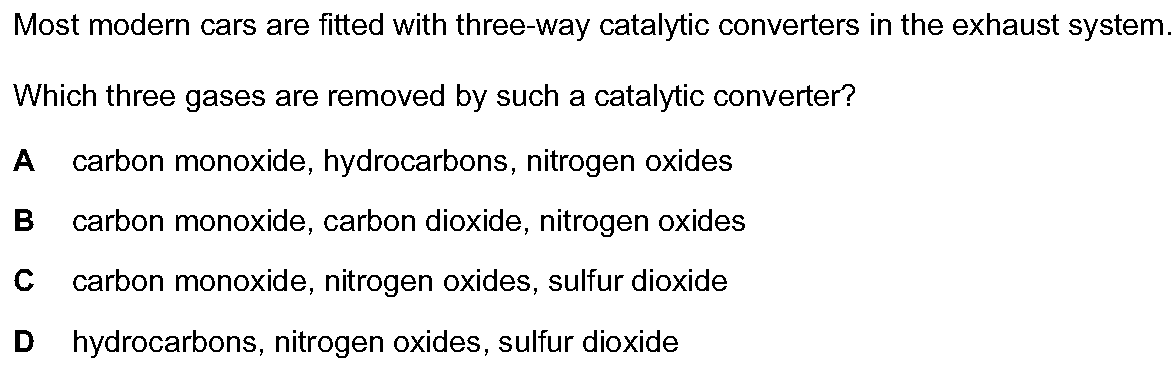 Most modern cars are fitted with three-way catalytic converters in the exhaust system.
Which three gases are removed by such a catalytic converter?
A carbon monoxide, hydrocarbons, nitrogen oxides
B carbon monoxide, carbon dioxide, nitrogen oxides
C carbon monoxide, nitrogen oxides, sulfur dioxide
D hydrocarbons, nitrogen oxides, sulfur dioxide